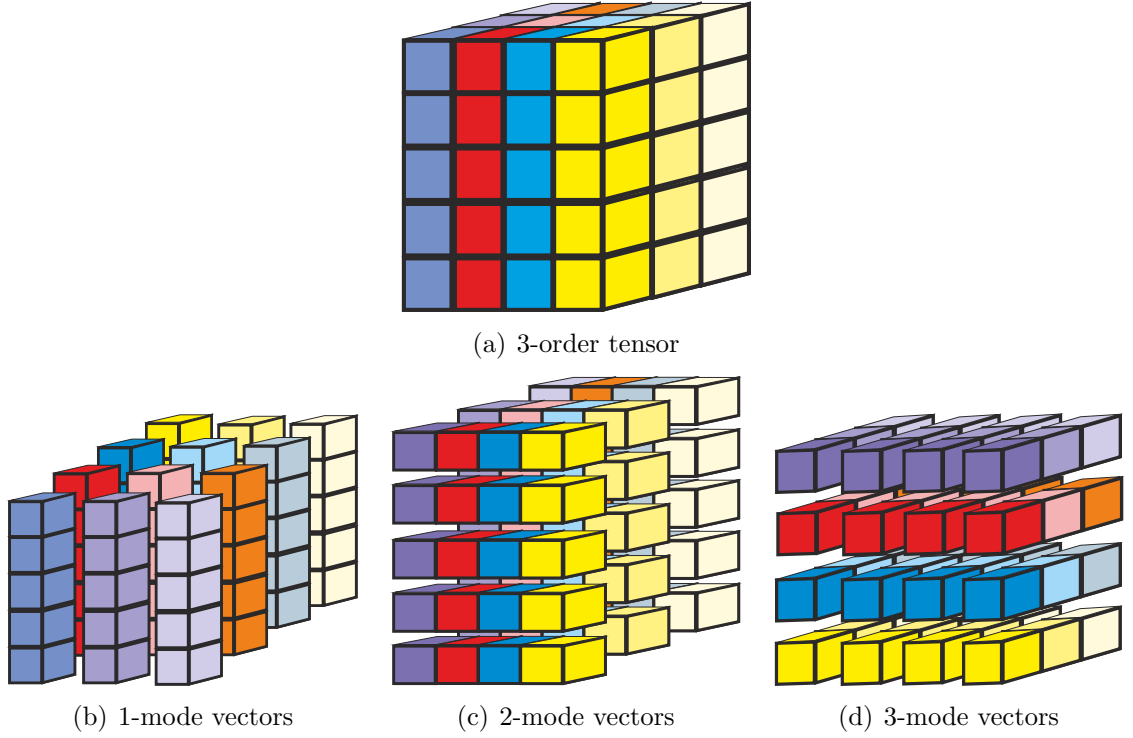 (a) 3-order tensor
(b) 1-mode vectors
(c) 2-mode vectors
(d) 3-mode vectors